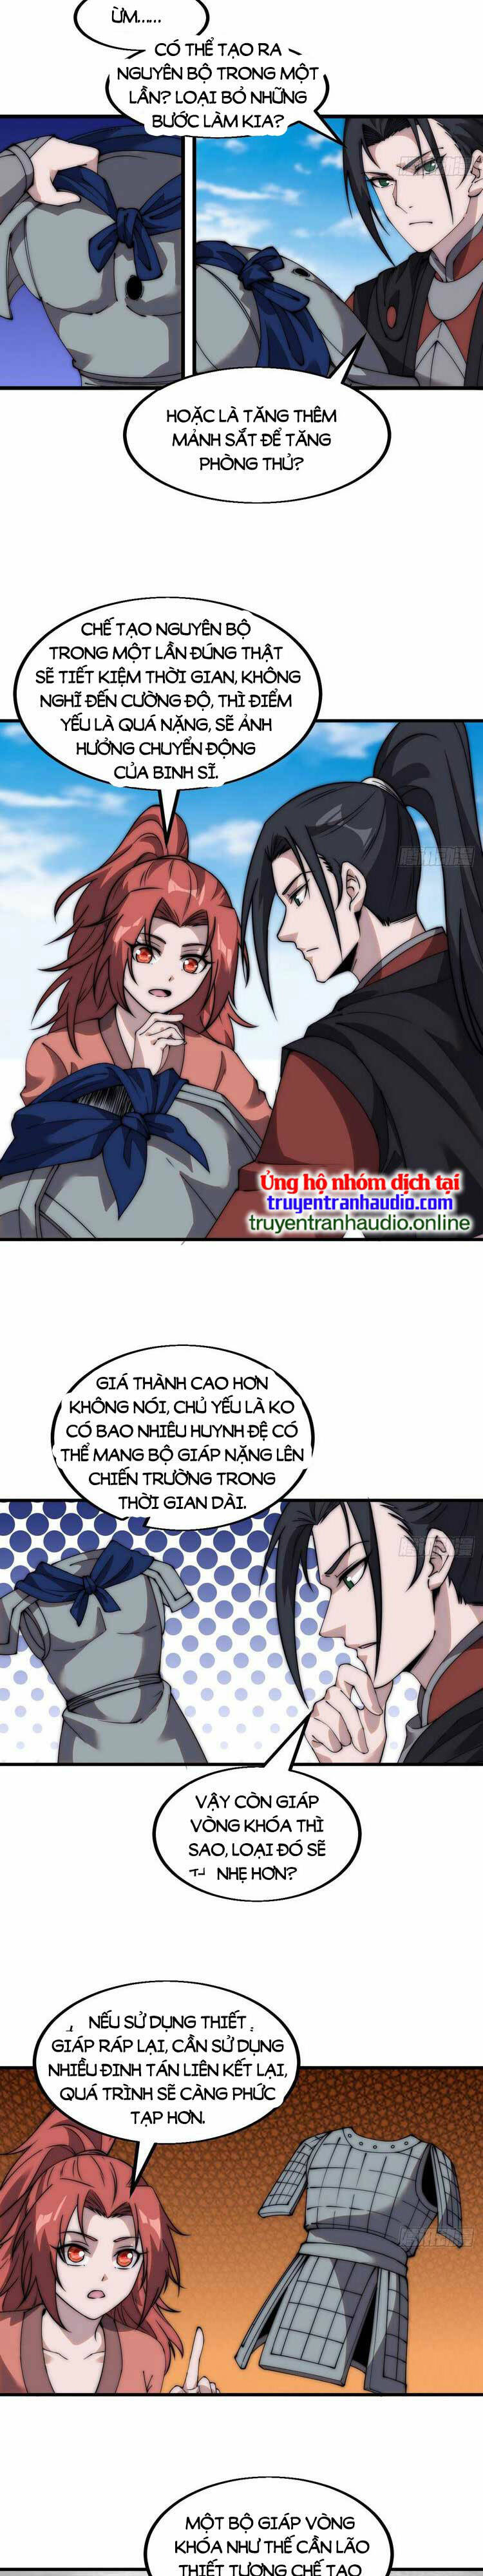 ỪM......
CÓ THỂ TẠO RA
NGUYÊN BỘ TRONG MỘT
LẦN? LOẠI BỎ NHỮNG
BƯỚC LÀM KIA?
HOẶC LÀ TĂNG THÊM
MẢNH SẮT ĐỂ TĂNG
PHÒNG THỦ?
CHẾ TẠO NGUYÊN BỘ
TRONG MỘT LẦN ĐÚNG THẬT
SẼ TIẾT KIỆM THỜI GIAN, KHÔNG
NGHĨ ĐẾN CƯỜNG ĐỘ, THÌ ĐIỂM
YẾU LÀ QUÁ NẶNG, SẼ ẢNH
HƯỞNG CHUYỂN ĐỘNG
CỦA BINH SĨ.
Ủng hộ nhóm dịch tại
truyentranhaudio.com
truyentranhaudio.online
GIÁ THÀNH CAO HƠN
KHÔNG NÓI, CHỦ YẾU LÀ KO
CÓ BAO NHIÊU HUYNH ĐỆ CÓ
THỂ MANG BỘ GIÁP NẶNG LÊN
CHIẾN TRƯỜNG TRONG
THỜI GIAN DÀI.
VẬY CÒN GIÁP
VÒNG KHÓA THÌ
SAO, LOẠI ĐÓ SẼ
NHẸ HƠN?
NẾU SỬ DỤNG THIẾT
GIÁP RÁP LẠI, CẦN SỬ DỤNG
NHIỀU ĐINH TÁN LIÊN KẾT LẠI,
QUÁ TRÌNH SẼ CÀNG PHỨC
TẠP HƠN.
MỘT BỘ GIÁP VÒNG
KHÓA NHƯ THẾ CẦN LÃO
THIẾT TƯỢNG CHẾ TẠO